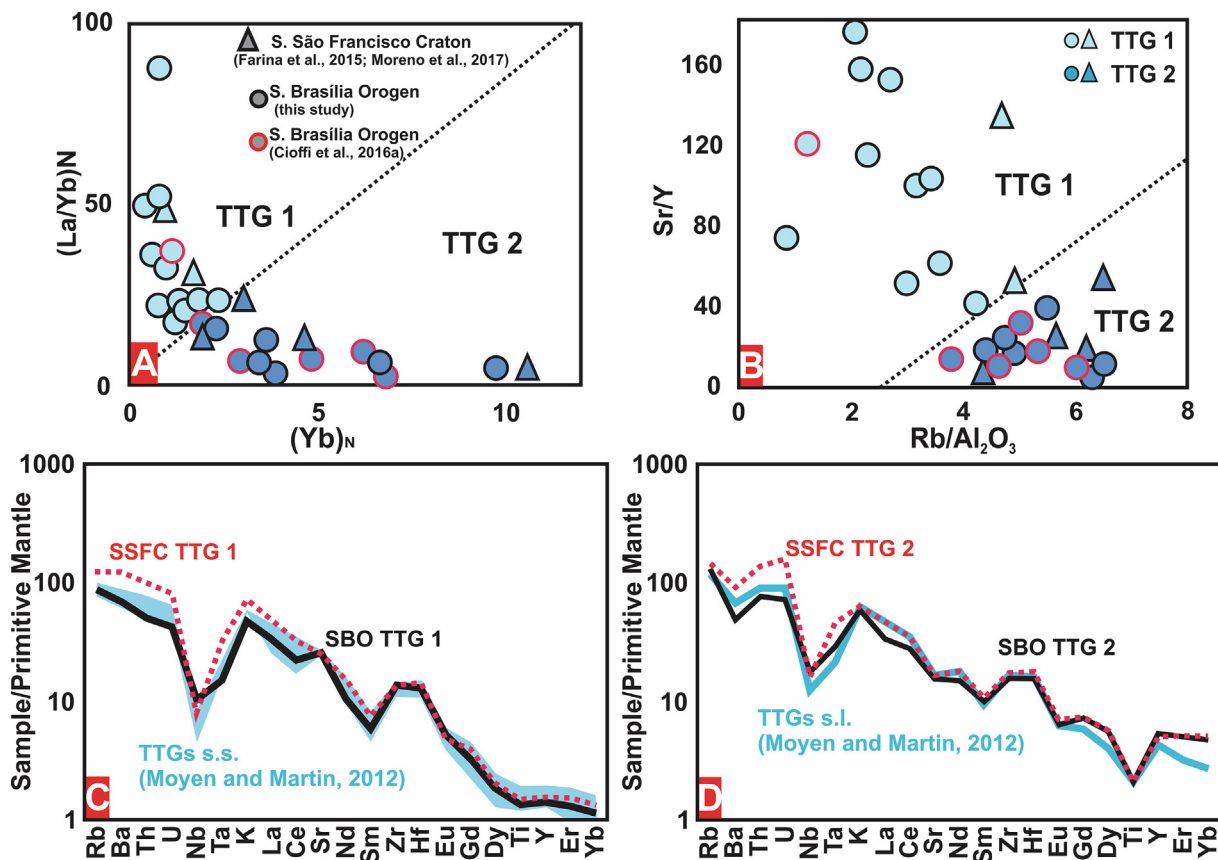 100
50
0
(La/Yb)N
S. São Francisco Craton
(Farina et al., 2015; Moreno et al., 2017)
S. Brasília Orogen
(this study)
S. Brasília Orogen
(Cioffi et al., 2016a)
TTG 1
TTG 2
A
0 5 10
(Yb)N
160
120
80
40
0
Sr/Y
TTG 1
TTG 2
TTG 1
TTG 2
B
0 2 4 6 8
Rb/Al2O3
1000
100
10
1
Sample/Primitive Mantle
SSFC TTG 1
SBO TTG 1
TTGs s.s.
(Moyen and Martin, 2012)
C
Rb Ba Th U Nb Ta K La Ce Sr Nd Sm Zr Hf Eu Gd Dy Ti Y Er Yb
1000
100
10
1
Sample/Primitive Mantle
SSFC TTG 2
SBO TTG 2
TTGs s.l.
(Moyen and Martin, 2012)
D
Rb Ba Th U Nb Ta K La Ce Sr Nd Sm Zr Hf Eu Gd Dy Ti Y Er Yb